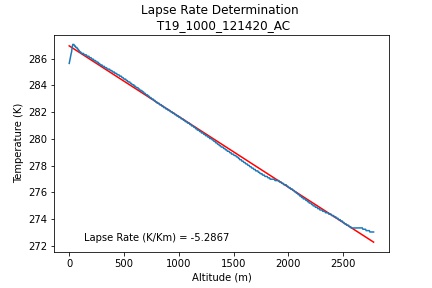 Lapse Rate Determination
T19_1000_121420_AC
Temperature (K)
286
284
282
280
278
276
274
272
Lapse Rate (K/Km) = -5.2867
0 500 1000 1500 2000 2500
Altitude (m)